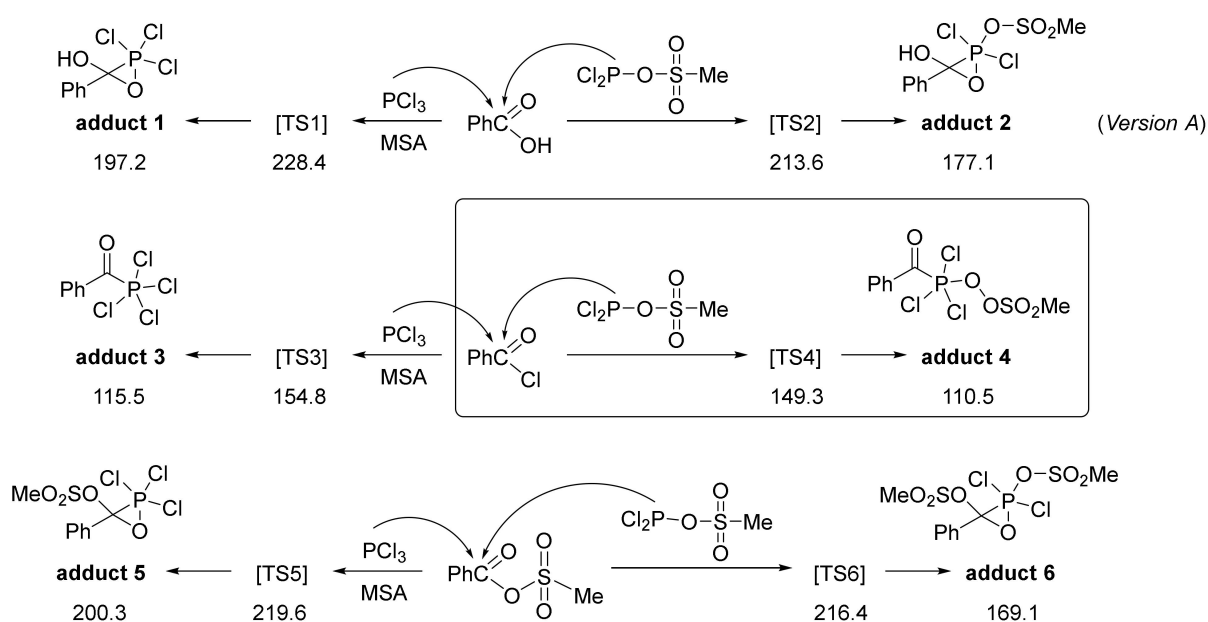 Cl Cl
HO P Cl
Ph O
adduct 1
197.2
[TS1]
228.4
PCl3
MSA
O
PhC
OH
O
Cl2P O S Me
O
[TS2]
213.6
O SO2Me
Cl
HO P Cl
Ph O
adduct 2
177.1
(Version A)
O
Cl
Ph P Cl
Cl Cl
adduct 3
115.5
[TS3]
154.8
PCl3
MSA
O
PhC
Cl
O
Cl2P O S Me
O
[TS4]
149.3
O
Cl
Ph P O
Cl Cl OSO2Me
adduct 4
110.5
Cl Cl
MeO2SO P Cl
Ph O
adduct 5
200.3
[TS5]
219.6
PCl3
MSA
O
PhC O
O S Me
O
O
Cl2P O S Me
O
[TS6]
216.4
O SO2Me
Cl
MeO2SO P Cl
Ph O
adduct 6
169.1